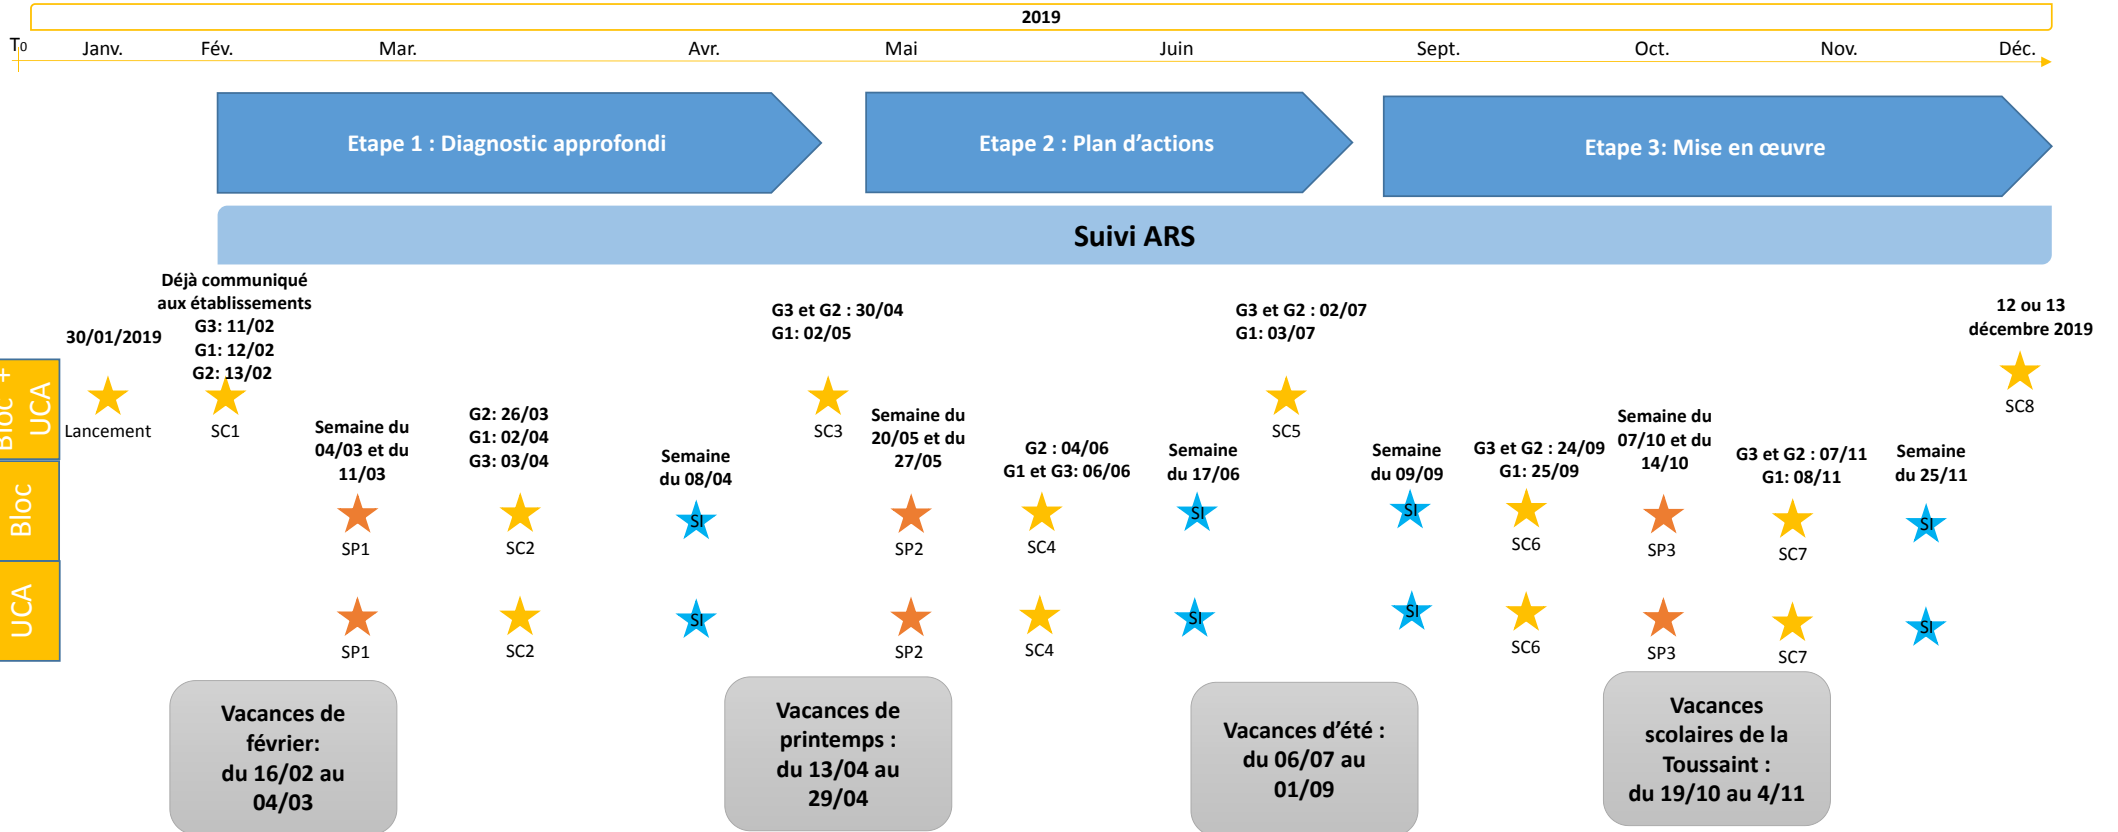 2019
T0
Janv.
Fév.
Mar.
Avr.
Mai
Juin
Sept.
Oct.
Nov.
Déc.
Etape 1 : Diagnostic approfondi
Etape 2 : Plan d’actions
Etape 3: Mise en œuvre
Suivi ARS
30/01/2019
Déjà communiqué
aux établissements
G3: 11/02
G1: 12/02
G2: 13/02
G3 et G2 : 30/04
G1: 02/05
G3 et G2 : 02/07
G1: 03/07
12 ou 13
décembre 2019
Bloc +
UCA
Lancement
SC1
SC3
SC5
SC8
Semaine du
04/03 et du
11/03
G2: 26/03
G1: 02/04
G3: 03/04
Semaine
du 08/04
Semaine du
20/05 et du
27/05
G2 : 04/06
G1 et G3: 06/06
Semaine
du 17/06
Semaine
du 09/09
G3 et G2 : 24/09
G1: 25/09
Semaine du
07/10 et du
14/10
G3 et G2 : 07/11
G1: 08/11
Semaine
du 25/11
Bloc
SP1
SC2
SI
SP2
SC4
SI
SI
SC6
SP3
SC7
SI
UCA
SP1
SC2
SI
SP2
SC4
SI
SI
SC6
SP3
SC7
SI
Vacances de
février:
du 16/02 au
04/03
Vacances de
printemps :
du 13/04 au
29/04
Vacances d’été :
du 06/07 au
01/09
Vacances
scolaires de la
Toussaint :
du 19/10 au 4/11